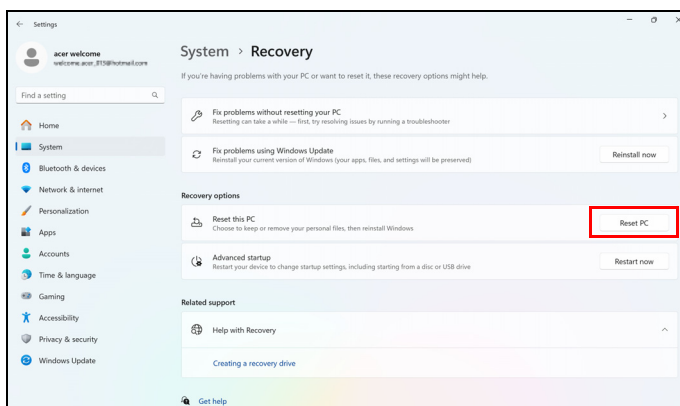 Settings
acer welcome
System > Recovery
If you're having problems with your PC or want to reset it, these recovery options might help.
Find a setting
Home
System
Bluetooth & devices
Network & internet
Personalization
Apps
Accounts
Time & language
Gaming
Accessibility
Privacy & security
Windows Update
Fix problems without resetting your PC
Resetting can take a while — first, try resolving issues by running a troubleshooter
Fix problems using Windows Update
Reinstall your current version of Windows (your apps, files, and settings will be preserved)
Reinstall now
Recovery options
Reset this PC
Choose to keep or remove your personal files, then reinstall Windows
Reset PC
Advanced startup
Restart your device to change startup settings, including starting from a disc or USB drive
Restart now
Related support
Help with Recovery
Creating a recovery drive
Get help